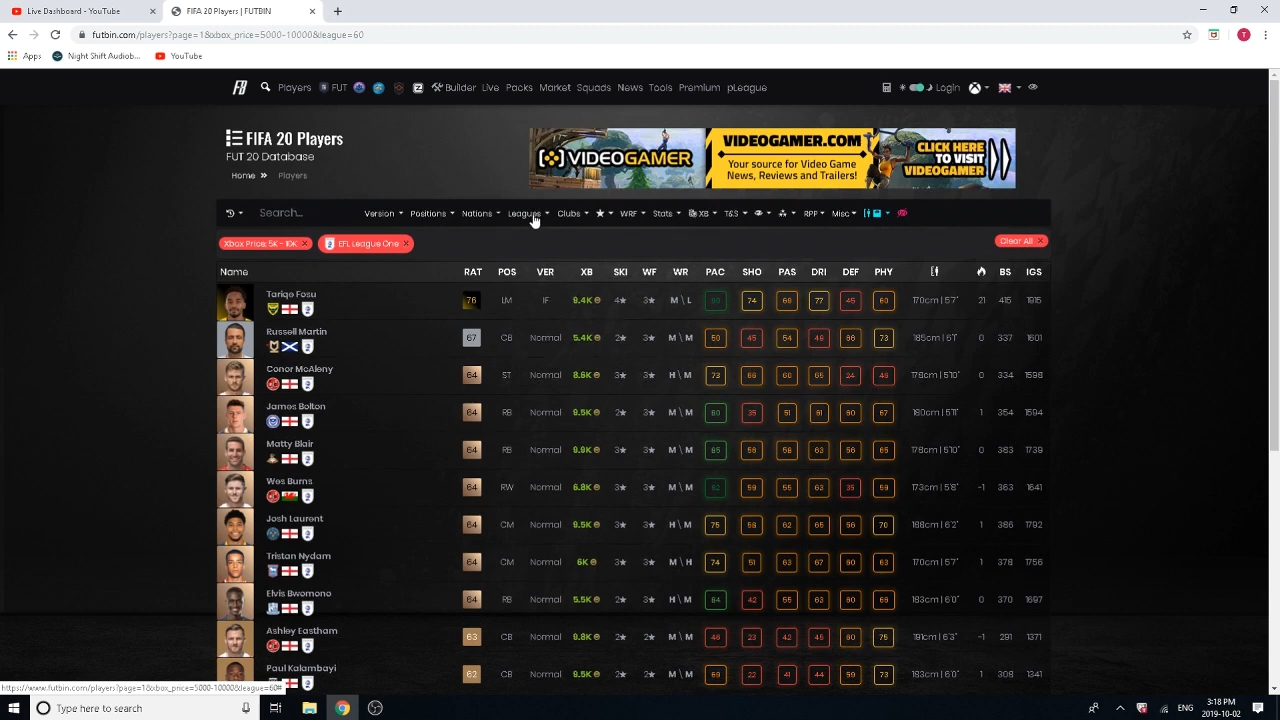 Live Dashboard - YouTube
FIFA 20 Players | FUTBIN
futbin.com/players?page=1&xbox_price=5000-10000&league=60
T
Apps Night Shift Audiob... YouTube
Players FUT Builder Live Packs Market Squads News Tools Premium pLeague Login
FIFA 20 Players
FUT 20 Database
Home Players
VIDEOGAMER
VIDEOGAMER.COM
Your source for Video Game
News, Reviews and Trailers!
CLICK HERE
TO VISIT
VIDEOGAMER
Search... Version Positions Nations Leagues Clubs WRF Stats XB T&S RPP Misc
Xbox Price: 5K - 10K EFL League One Clear All
Name RAT POS VER XB SKI WF WR PAC SHO PAS DRI DEF PHY BS IGS
Tariqe Fosu 76 LM IF 9.4K 4★ 3★ M \ L 74 66 77 45 60 170cm | 5'7" 21 415 1915
Russell Martin 67 CB Normal 5.4K 2★ 3★ M \ M 50 45 54 49 66 73 185cm | 6'1" 0 337 1601
Conor McAleny 64 ST Normal 8.6K 3★ 3★ H \ M 73 66 60 65 24 46 178cm | 5'10" 0 334 1598
James Bolton 64 RB Normal 9.5K 2★ 3★ M \ M 80 35 51 61 60 67 180cm | 5'11" 1 354 1594
Matty Blair 64 RB Normal 9.9K 2★ 3★ M \ M 85 56 58 63 56 65 178cm | 5'10" 0 383 1739
Wes Burns 64 RW Normal 6.8K 3★ 3★ M \ M 59 55 63 35 59 173cm | 5'8" -1 363 1641
Josh Laurent 64 CM Normal 9.5K 2★ 3★ H \ M 75 58 62 65 56 70 188cm | 6'2" 1 386 1792
Tristan Nydam 64 CM Normal 6K 3★ 3★ M \ H 74 51 63 67 60 63 170cm | 5'7" 1 378 1756
Elvis Bwomono 64 RB Normal 5.5K 2★ 3★ H \ M 84 42 55 63 60 66 183cm | 6'0" 0 370 1697
Ashley Eastham 63 CB Normal 9.8K 2★ 2★ M \ M 46 23 42 45 60 75 191cm | 6'3" -1 291 1371
Paul Kalambayi 62 CB Normal 9.5K 2★ 2★ M \ M 69 22 41 44 59 73 183cm | 6'0" 0 308 1341
https://www.futbin.com/players?page=1&xbox_price=5000-10000&league=60#
Type here to search
ENG
3:18 PM
2019-10-02